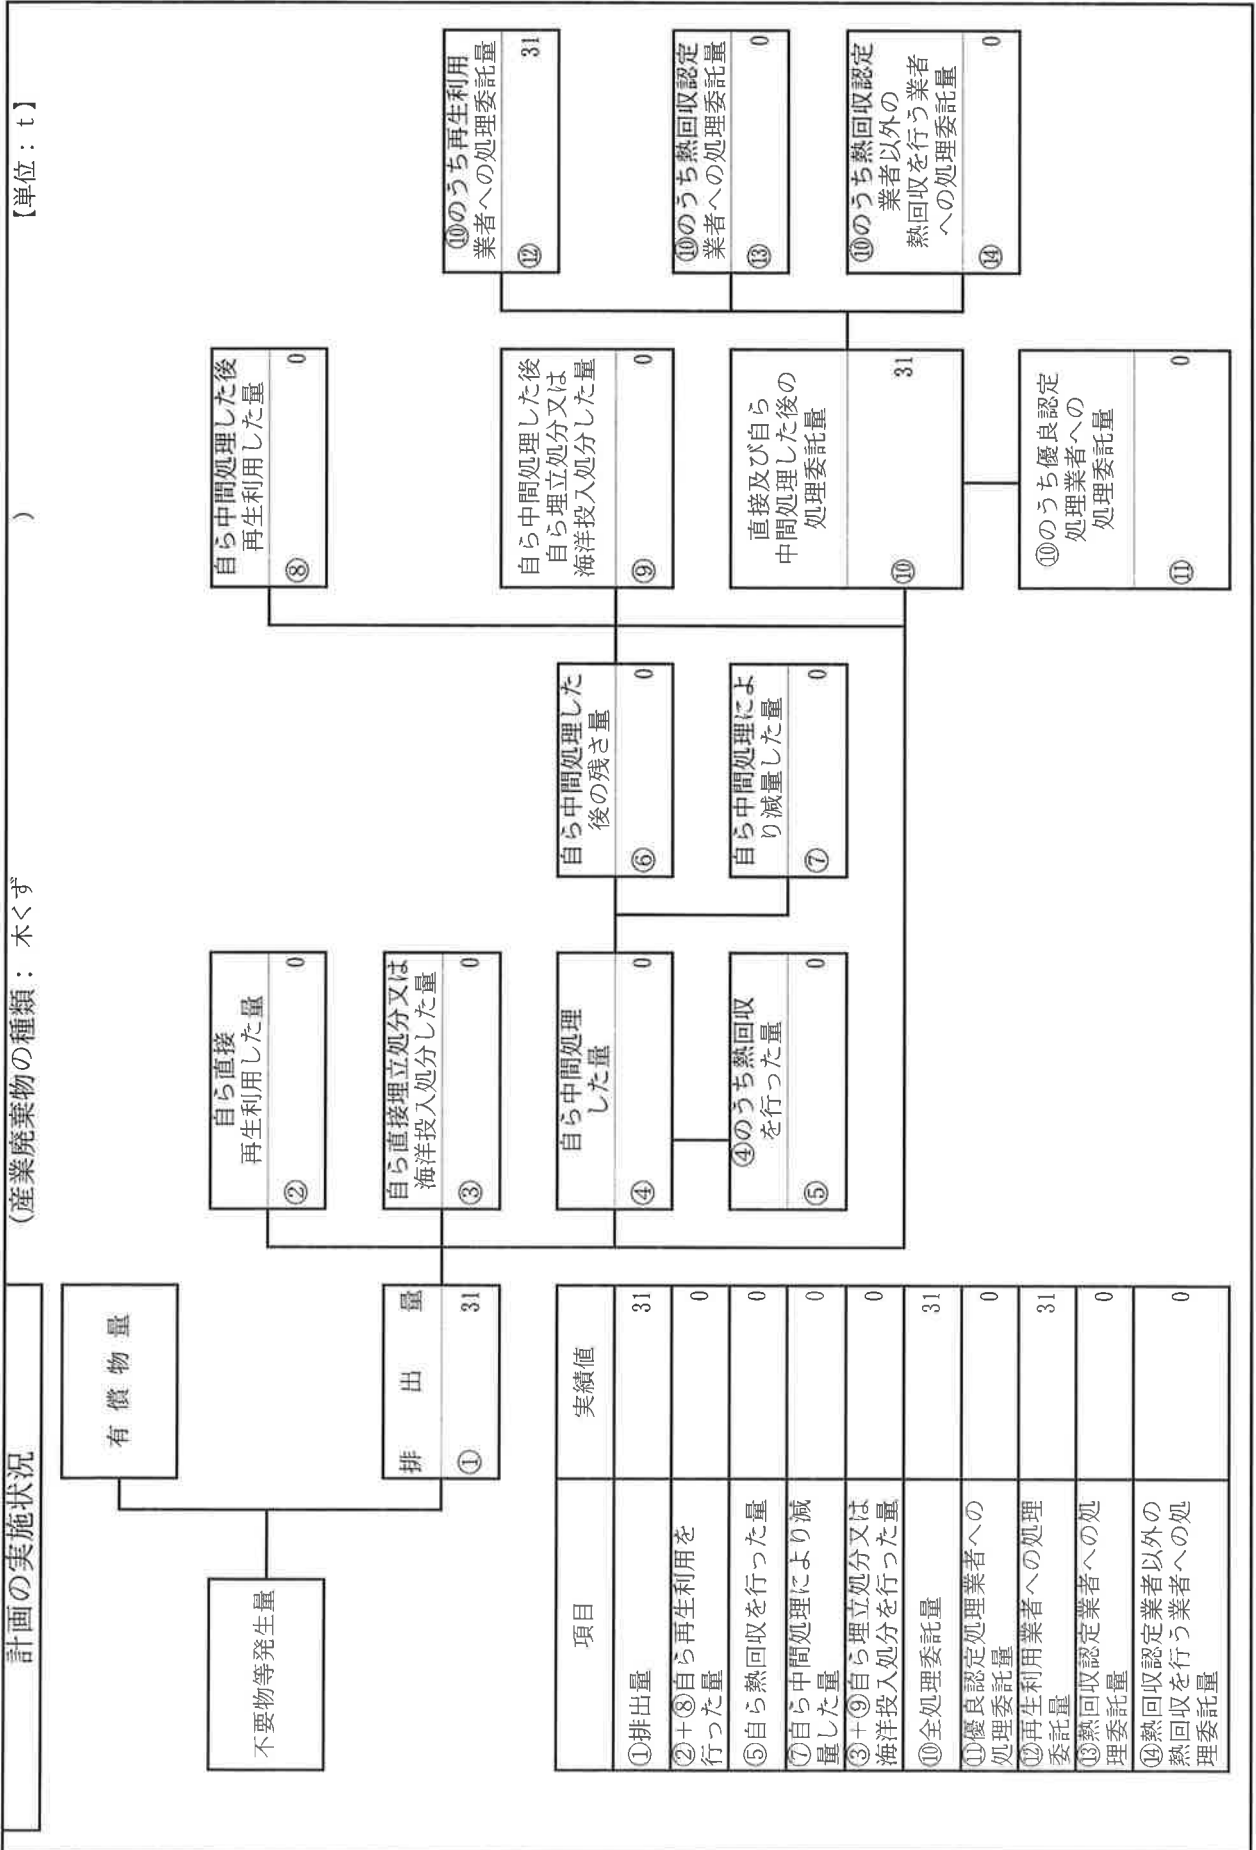 計画の実施状況
(産業廃棄物の種類： 木くず
)
【単位：ｔ】
有 償 物 量
不要物等発生量
排 出 量
① 31
自ら直接
再生利用した量
② 0
自ら直接埋立処分又は
海洋投入処分した量
③ 0
自ら中間処理
した量
④ 0
④のうち熱回収
を行った量
⑤ 0
自ら中間処理した
後の残さ量
⑥ 0
自ら中間処理によ
り減量した量
⑦ 0
自ら中間処理した後
再生利用した量
⑧ 0
自ら中間処理した後
自ら埋立処分又は
海洋投入処分した量
⑨ 0
直接及び自ら
中間処理した後の
処理委託量
⑩ 31
⑩のうち優良認定
処理業者への
処理委託量
⑪ 0
⑩のうち再生利用
業者への処理委託量
⑫ 31
⑩のうち熱回収認定
業者への処理委託量
⑬ 0
⑩のうち熱回収認定
業者以外の
熱回収を行う業者
への処理委託量
⑭ 0
項目 実績値
①排出量 31
②＋⑧自ら再生利用を
行った量 0
⑤自ら熱回収を行った量 0
⑦自ら中間処理により減
量した量 0
③＋⑨自ら埋立処分又は
海洋投入処分を行った量 0
⑩全処理委託量 31
⑪優良認定処理業者への
処理委託量 0
⑫再生利用業者への処理
委託量 31
⑬熱回収認定業者への処
理委託量 0
⑭熱回収認定業者以外の
熱回収を行う業者への処
理委託量 0